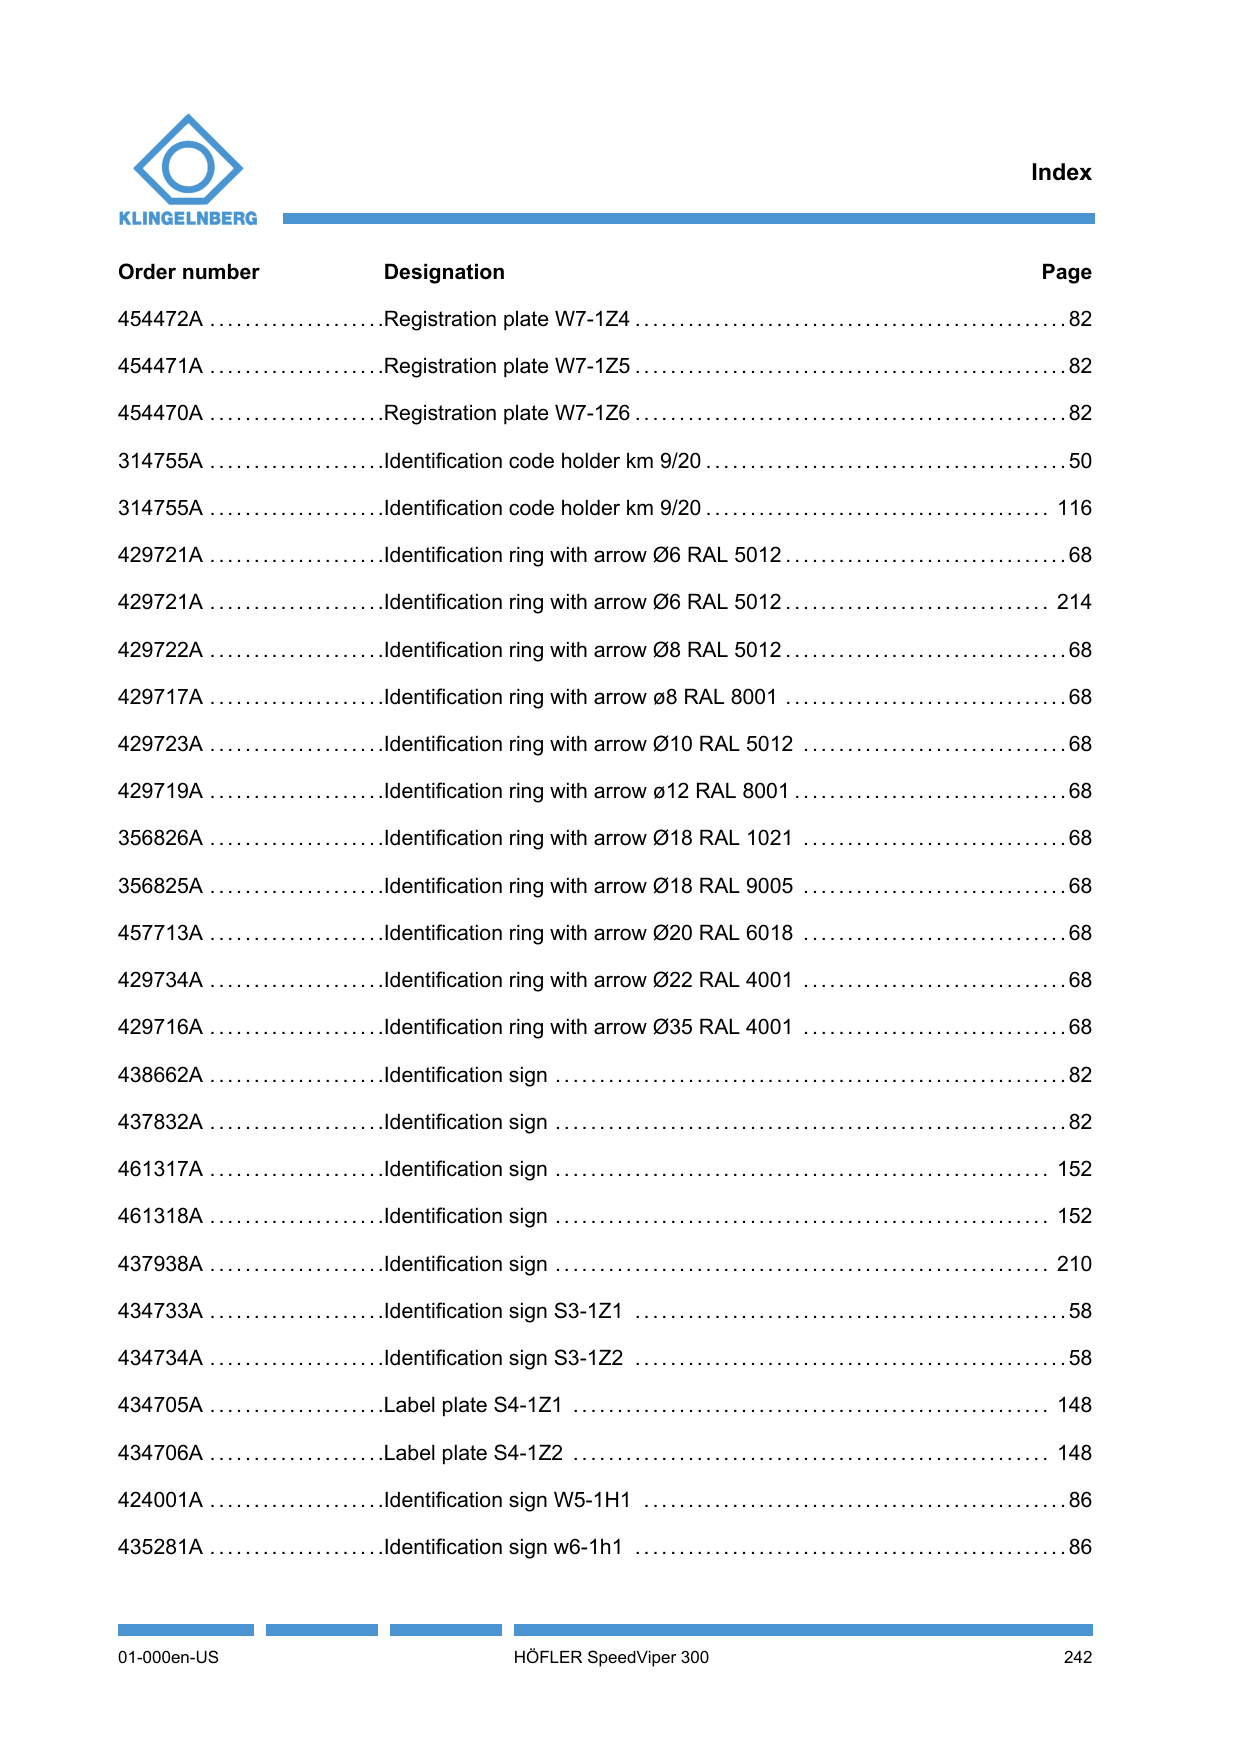 KLINGELNBERG
Index
Order number Designation Page
454472A ....................Registration plate W7-1Z4 ................................................. 82
454471A ....................Registration plate W7-1Z5 ................................................. 82
454470A ....................Registration plate W7-1Z6 ................................................. 82
314755A ....................Identification code holder km 9/20 ......................................... 50
314755A ....................Identification code holder km 9/20 ....................................... 116
429721A ....................Identification ring with arrow Ø6 RAL 5012 ................................ 68
429721A ....................Identification ring with arrow Ø6 RAL 5012 .............................. 214
429722A ....................Identification ring with arrow Ø8 RAL 5012 ................................ 68
429717A ....................Identification ring with arrow ø8 RAL 8001 ................................ 68
429723A ....................Identification ring with arrow Ø10 RAL 5012 .............................. 68
429719A ....................Identification ring with arrow ø12 RAL 8001 ............................... 68
356826A ....................Identification ring with arrow Ø18 RAL 1021 .............................. 68
356825A ....................Identification ring with arrow Ø18 RAL 9005 .............................. 68
457713A ....................Identification ring with arrow Ø20 RAL 6018 .............................. 68
429734A ....................Identification ring with arrow Ø22 RAL 4001 .............................. 68
429716A ....................Identification ring with arrow Ø35 RAL 4001 .............................. 68
438662A ....................Identification sign .......................................................... 82
437832A ....................Identification sign .......................................................... 82
461317A ....................Identification sign ........................................................ 152
461318A ....................Identification sign ........................................................ 152
437938A ....................Identification sign ........................................................ 210
434733A ....................Identification sign S3-1Z1 ................................................. 58
434734A ....................Identification sign S3-1Z2 ................................................. 58
434705A ....................Label plate S4-1Z1 ...................................................... 148
434706A ....................Label plate S4-1Z2 ...................................................... 148
424001A ....................Identification sign W5-1H1 ................................................ 86
435281A ....................Identification sign w6-1h1 ................................................. 86
01-000en-US HÖFLER SpeedViper 300 242